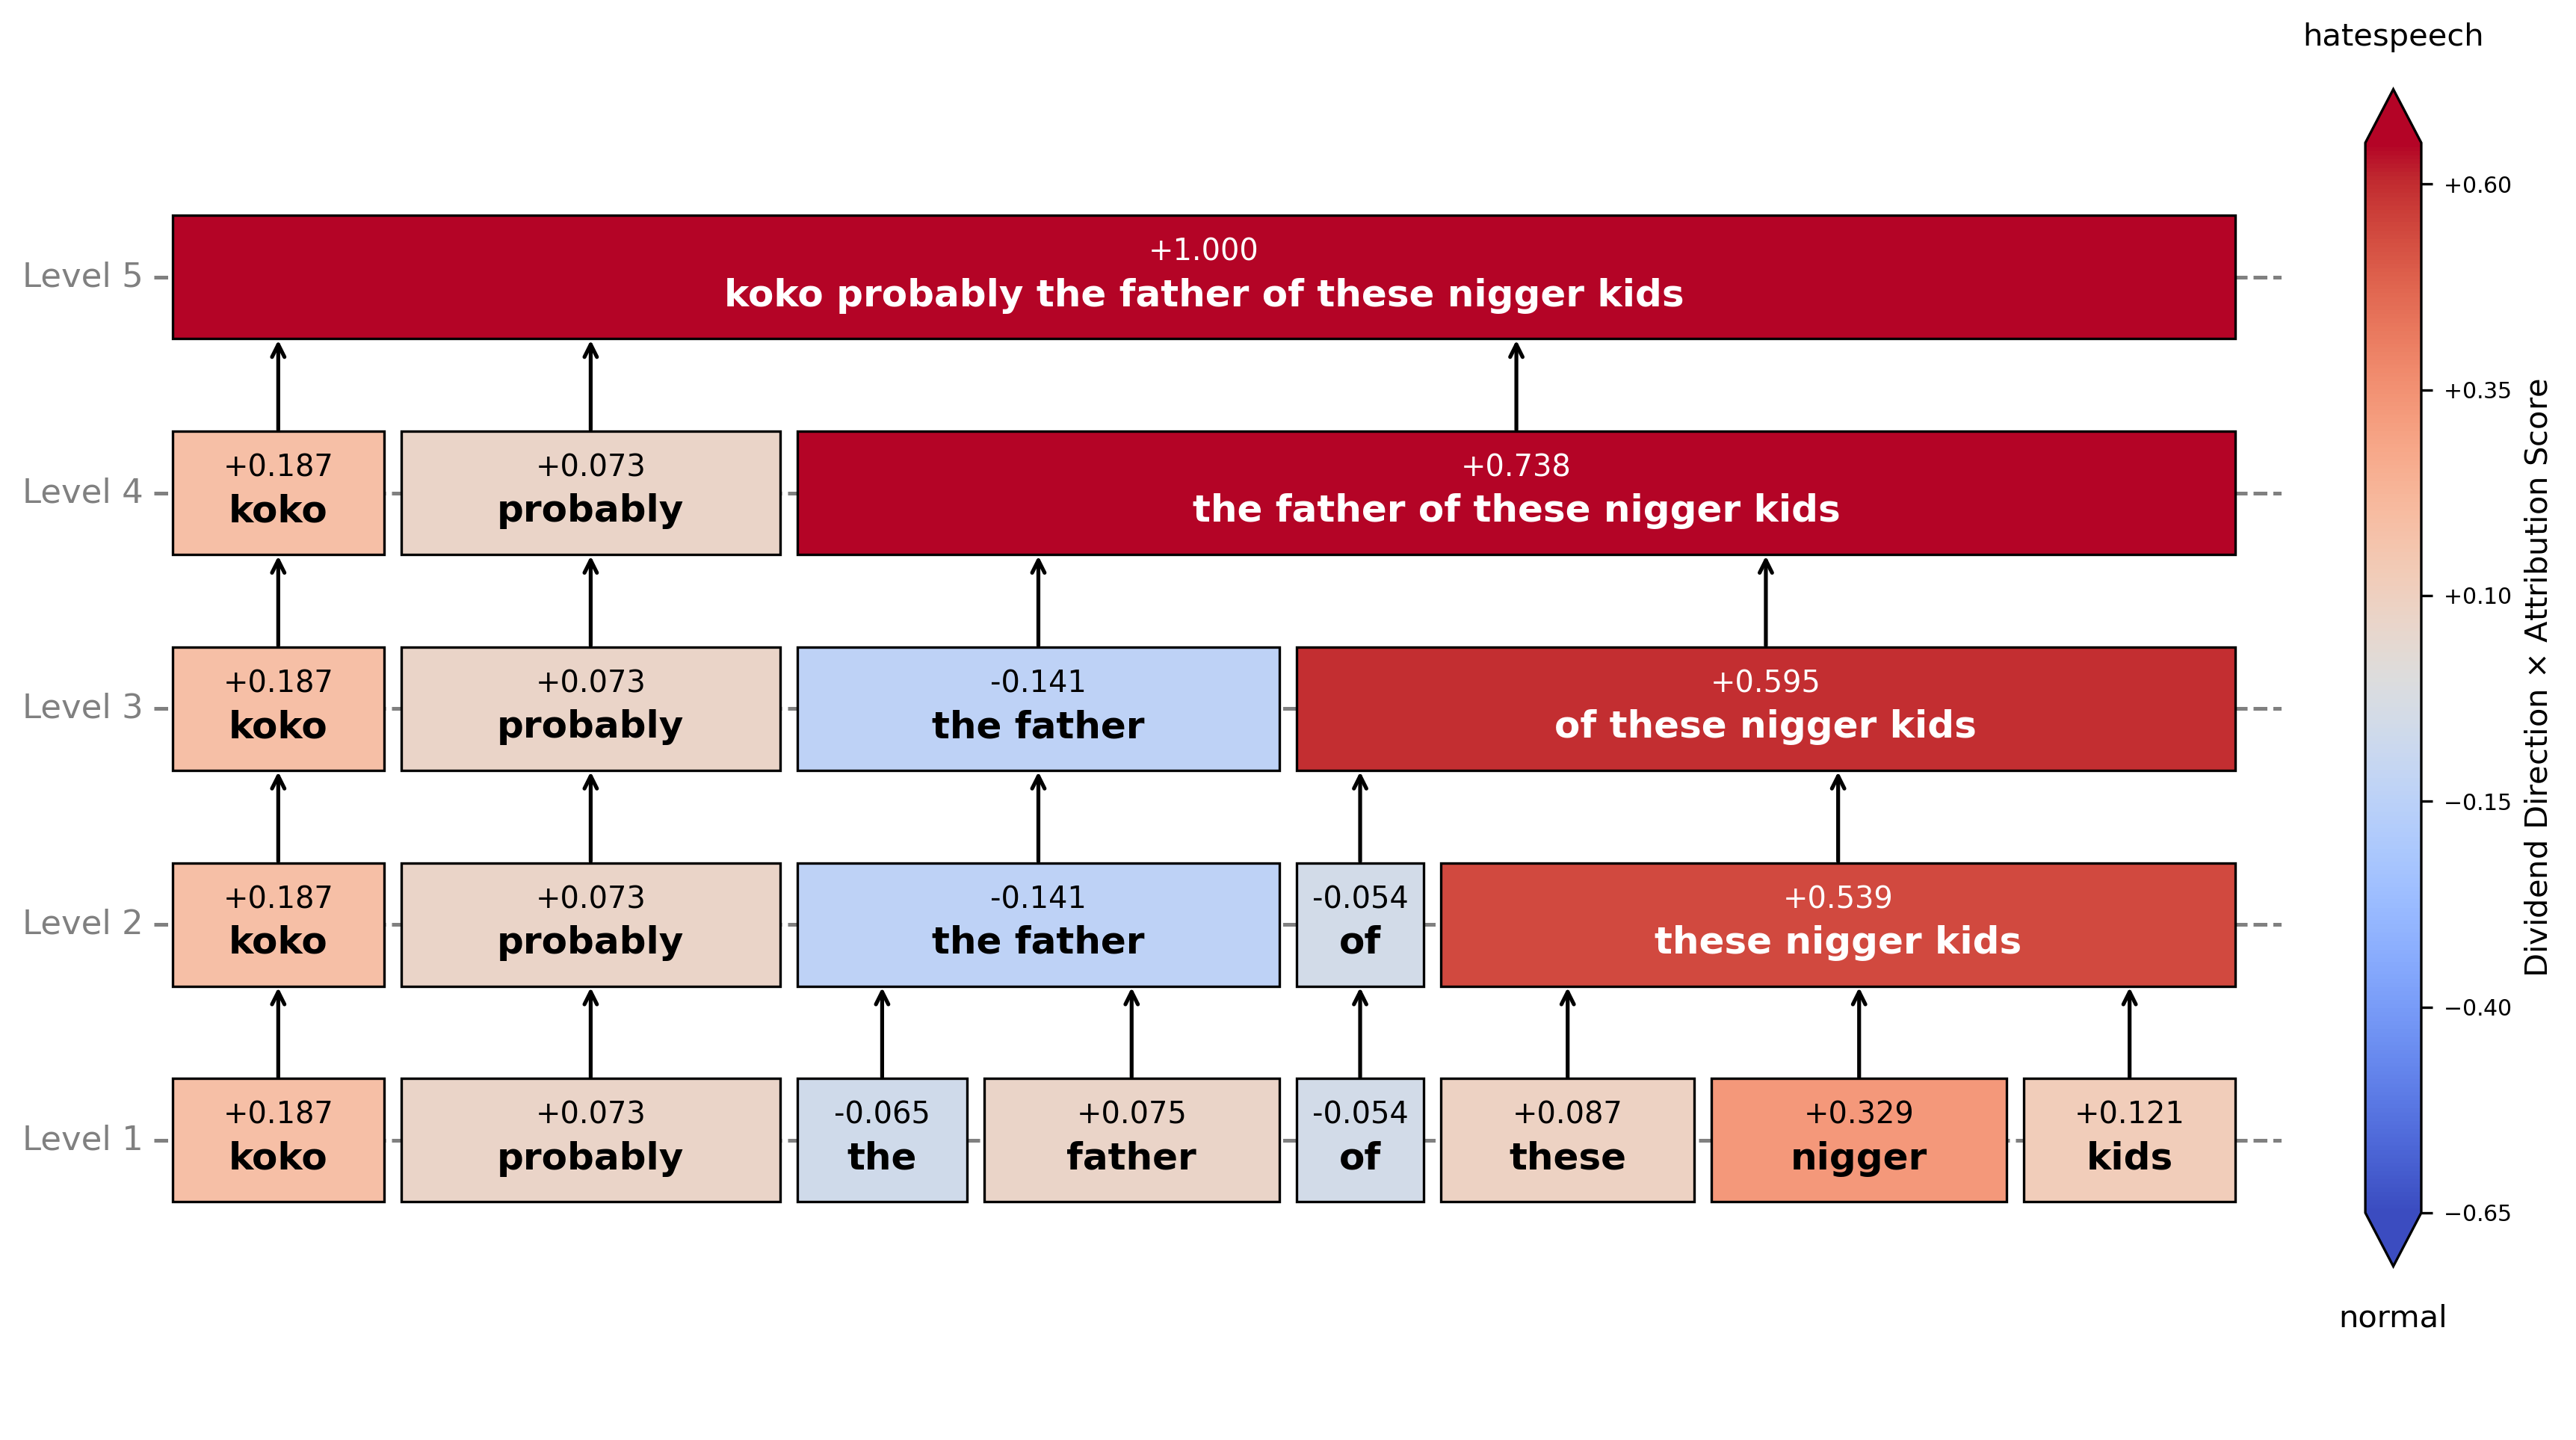 hatespeech
Level 5
+1.000
koko probably the father of these nigger kids
Level 4
+0.187
koko
+0.073
probably
+0.738
the father of these nigger kids
Level 3
+0.187
koko
+0.073
probably
-0.141
the father
+0.595
of these nigger kids
Level 2
+0.187
koko
+0.073
probably
-0.141
the father
-0.054
of
+0.539
these nigger kids
Level 1
+0.187
koko
+0.073
probably
-0.065
the
+0.075
father
-0.054
of
+0.087
these
+0.329
nigger
+0.121
kids
+0.60
+0.35
+0.10
−0.15
−0.40
−0.65
Dividend Direction × Attribution Score
normal